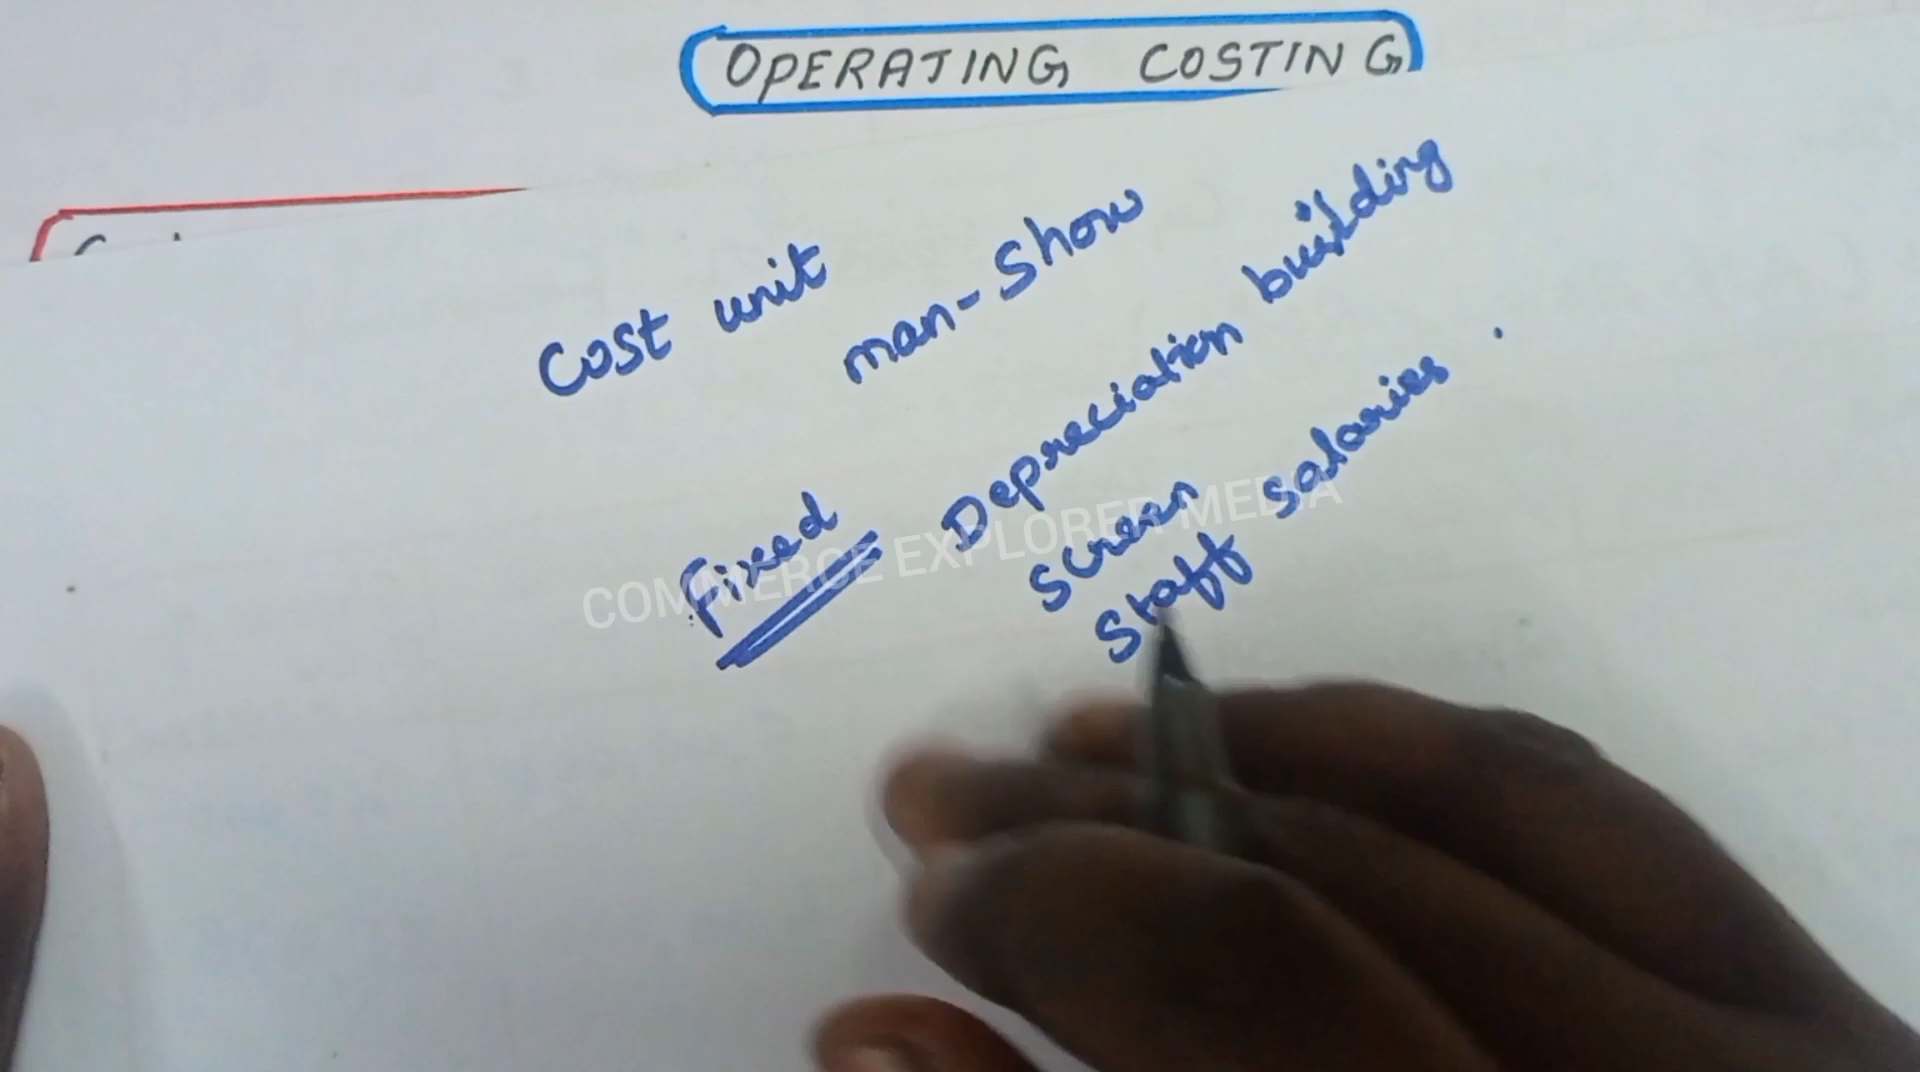 OPERATING COSTING
Cost unit
man-Show
Fixed Depreciation building
Screen
Staff Salaries
COMMERCE EXPLORER MEDIA